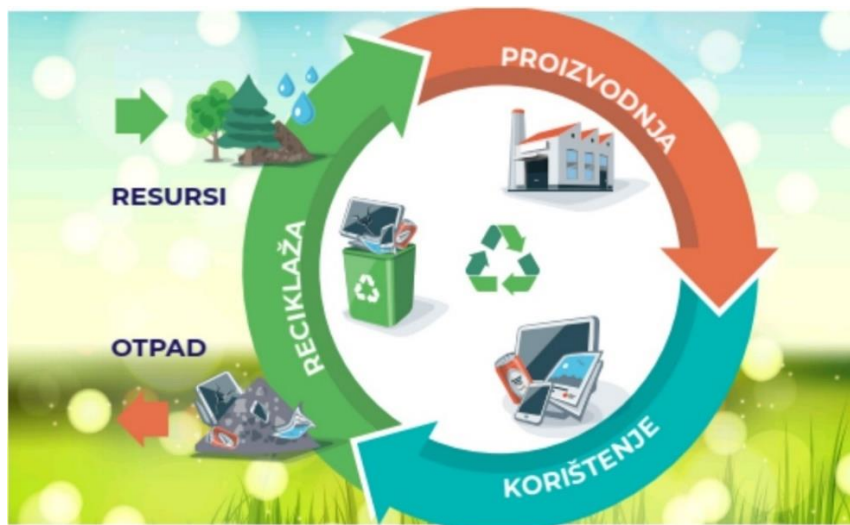 PROIZVODNJA
RESURSI
RECIKLAŽA
OTPAD
KORIŠTENJE